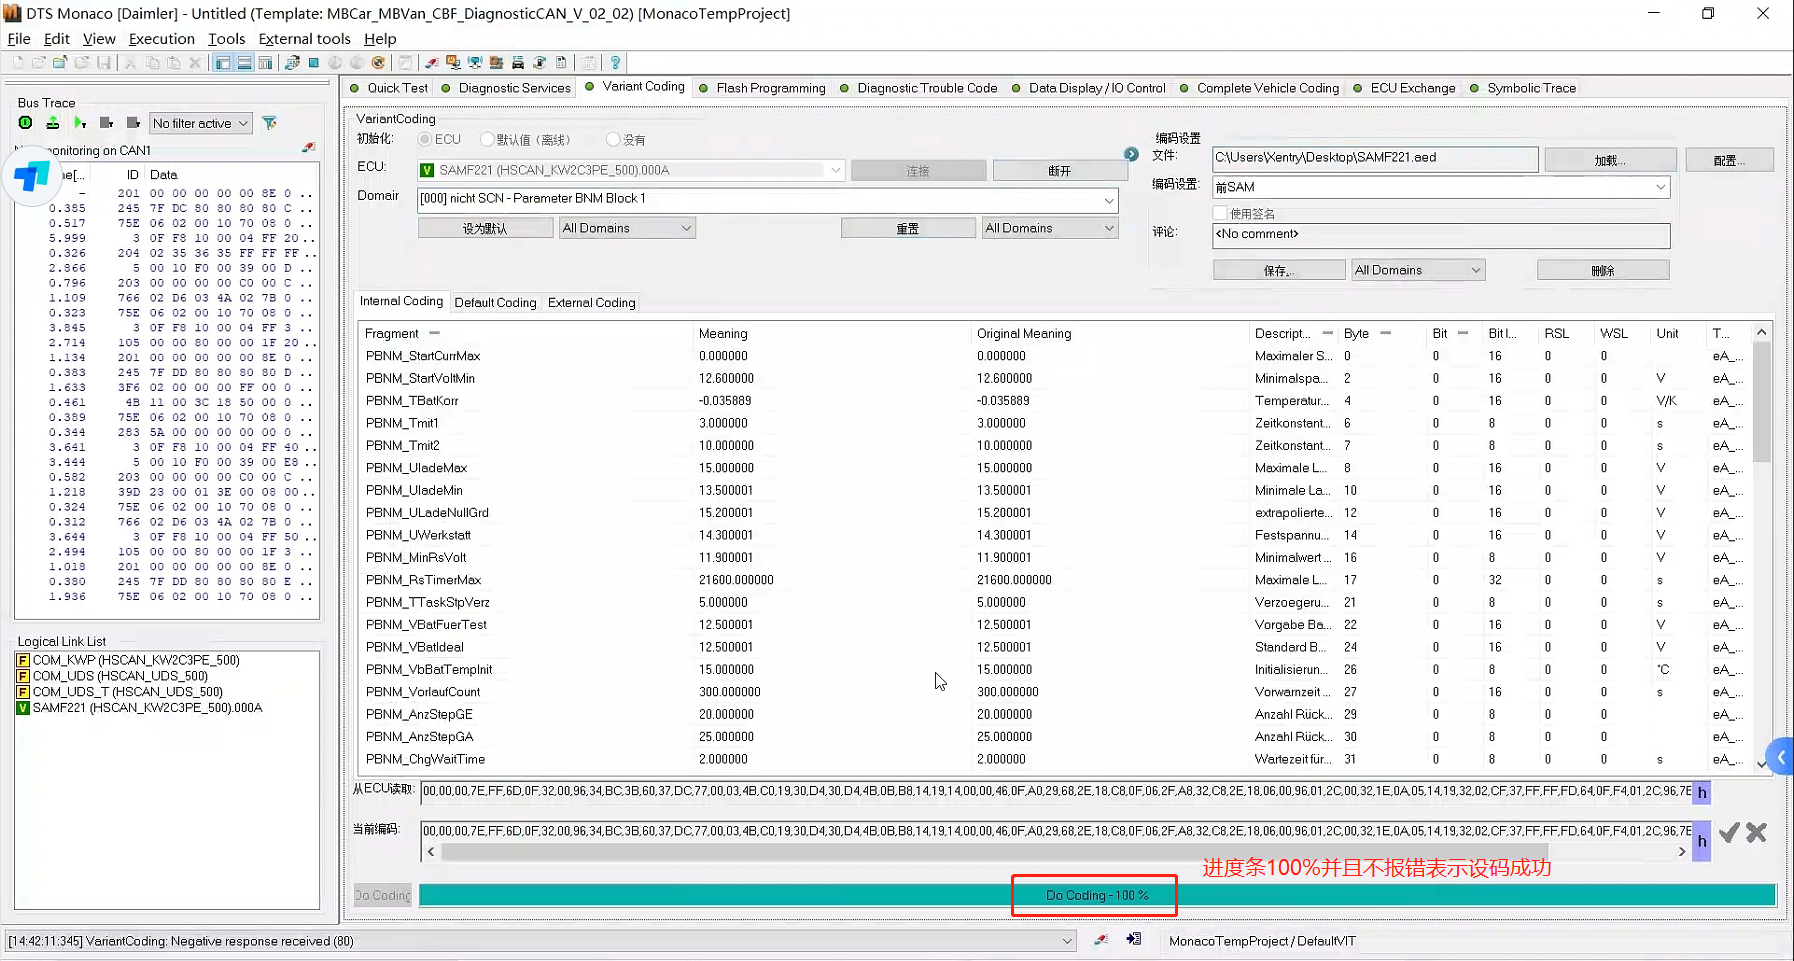 DTS Monaco [Daimler] - Untitled (Template: MBCar_MBVan_CBF_DiagnosticCAN_V_02_02) [MonacoTempProject]
File Edit View Execution Tools External tools Help
Quick Test Diagnostic Services Variant Coding Flash Programming Diagnostic Trouble Code Data Display / IO Control Complete Vehicle Coding ECU Exchange Symbolic Trace
Bus Trace
No filter active
onitoring on CAN1
ID Data
– 201 00 00 00 00 00 8E 0 ..
0.385 245 7F DC 80 80 80 80 C ..
0.517 75E 06 02 00 10 70 08 0 ..
5.999 3 0F F8 10 00 04 FF 20 ..
0.326 204 02 35 36 35 FF FF FF ..
2.866 5 00 10 F0 00 39 00 D ..
0.796 203 00 00 00 00 C0 00 C ..
1.109 766 02 D6 03 4A 02 7B 0 ..
0.323 75E 06 02 00 10 70 08 0 ..
3.845 3 0F F8 10 00 04 FF 3 ..
2.714 105 00 00 80 00 00 1F 20 ..
1.134 201 00 00 00 00 00 8E 0 ..
0.383 245 7F DD 80 80 80 80 D ..
1.633 3F6 02 00 00 00 FF 00 0 ..
0.461 4B 11 00 3C 18 50 00 0 ..
0.389 75E 06 02 00 10 70 08 0 ..
0.344 283 5A 00 00 00 00 00 0 ..
3.641 3 0F F8 10 00 04 FF 40 ..
3.444 5 00 10 F0 00 39 00 E8 ..
0.582 203 00 00 00 00 C0 00 C ..
1.218 39D 23 00 01 3E 00 08 00 ..
0.324 75E 06 02 00 10 70 08 0 ..
0.312 766 02 D6 03 4A 02 7B 0 ..
3.644 3 0F F8 10 00 04 FF 50 ..
2.494 105 00 00 80 00 00 1F 3 ..
1.018 201 00 00 00 00 00 8E 0 ..
0.380 245 7F DD 80 80 80 80 E ..
1.936 75E 06 02 00 10 70 08 0 ..
Logical Link List
COM_KWP (HSCAN_KW2C3PE_500)
COM_UDS (HSCAN_UDS_500)
COM_UDS_T (HSCAN_UDS_500)
SAMF221 (HSCAN_KW2C3PE_500).000A
VariantCoding
初始化: ECU 默认值（离线） 没有
ECU: SAMF221 (HSCAN_KW2C3PE_500).000A 连接 断开
Domair [000] nicht SCN - Parameter BNM Block 1
设为默认 All Domains 重置 All Domains
编码设置
文件: C:\Users\Xentry\Desktop\SAMF221.aed 加载... 配置...
编码设置: 前SAM
使用签名
评论: <No comment>
保存... All Domains 删除
Internal Coding Default Coding External Coding
Fragment Meaning Original Meaning Descript... Byte Bit Bit l... RSL WSL Unit T...
PBNM_StartCurrMax 0.000000 0.000000 Maximaler S... 0 0 16 0 0 eA_...
PBNM_StartVoltMin 12.600000 12.600000 Minimalspa... 2 0 16 0 0 V eA_...
PBNM_TBatKorr -0.035889 -0.035889 Temperatur... 4 0 16 0 0 V/K eA_...
PBNM_Tmit1 3.000000 3.000000 Zeitkonstant... 6 0 8 0 0 s eA_...
PBNM_Tmit2 10.000000 10.000000 Zeitkonstant... 7 0 8 0 0 s eA_...
PBNM_UladeMax 15.000000 15.000000 Maximale L... 8 0 16 0 0 V eA_...
PBNM_UladeMin 13.500001 13.500001 Minimale La... 10 0 16 0 0 V eA_...
PBNM_ULadeNullGrd 15.200001 15.200001 extrapolierte... 12 0 16 0 0 V eA_...
PBNM_UWerkstatt 14.300001 14.300001 Festspannu... 14 0 16 0 0 V eA_...
PBNM_MinRsVolt 11.900001 11.900001 Minimalwert ... 16 0 8 0 0 V eA_...
PBNM_RsTimerMax 21600.000000 21600.000000 Maximale L... 17 0 32 0 0 s eA_...
PBNM_TTaskStpVerz 5.000000 5.000000 Verzoegeru... 21 0 8 0 0 s eA_...
PBNM_VBatFuerTest 12.500001 12.500001 Vorgabe Ba... 22 0 16 0 0 V eA_...
PBNM_VBatIdeal 12.500001 12.500001 Standard B... 24 0 16 0 0 V eA_...
PBNM_VbBatTempInit 15.000000 15.000000 Initialisierun... 26 0 8 0 0 °C eA_...
PBNM_VorlaufCount 300.000000 300.000000 Vorwarnzeit ... 27 0 16 0 0 s eA_...
PBNM_AnzStepGE 20.000000 20.000000 Anzahl Rück... 29 0 8 0 0 eA_...
PBNM_AnzStepGA 25.000000 25.000000 Anzahl Rück... 30 0 8 0 0 eA_...
PBNM_ChgWaitTime 2.000000 2.000000 Wartezeit für... 31 0 8 0 0 s eA_...
从ECU读取: 00,00,00,7E,FF,6D,0F,32,00,96,34,BC,3B,60,37,DC,77,00,03,4B,C0,19,30,D4,30,D4,4B,0B,B8,14,19,14,00,00,46,0F,A0,29,68,2E,18,C8,0F,06,2F,A8,32,C8,2E,18,06,00,96,01,2C,00,32,1E,0A,05,14,19,32,02,CF,37,FF,FF,FD,64,0F,F4,01,2C,96,7E h
当前编码: 00,00,00,7E,FF,6D,0F,32,00,96,34,BC,3B,60,37,DC,77,00,03,4B,C0,19,30,D4,30,D4,4B,0B,B8,14,19,14,00,00,46,0F,A0,29,68,2E,18,C8,0F,06,2F,A8,32,C8,2E,18,06,00,96,01,2C,00,32,1E,0A,05,14,19,32,02,CF,37,FF,FF,FD,64,0F,F4,01,2C,96,7E h
进度条100%并且不报错表示设码成功
Do Coding Do Coding - 100 %
[14:42:11:345] VariantCoding: Negative response received (80) MonacoTempProject / DefaultVIT